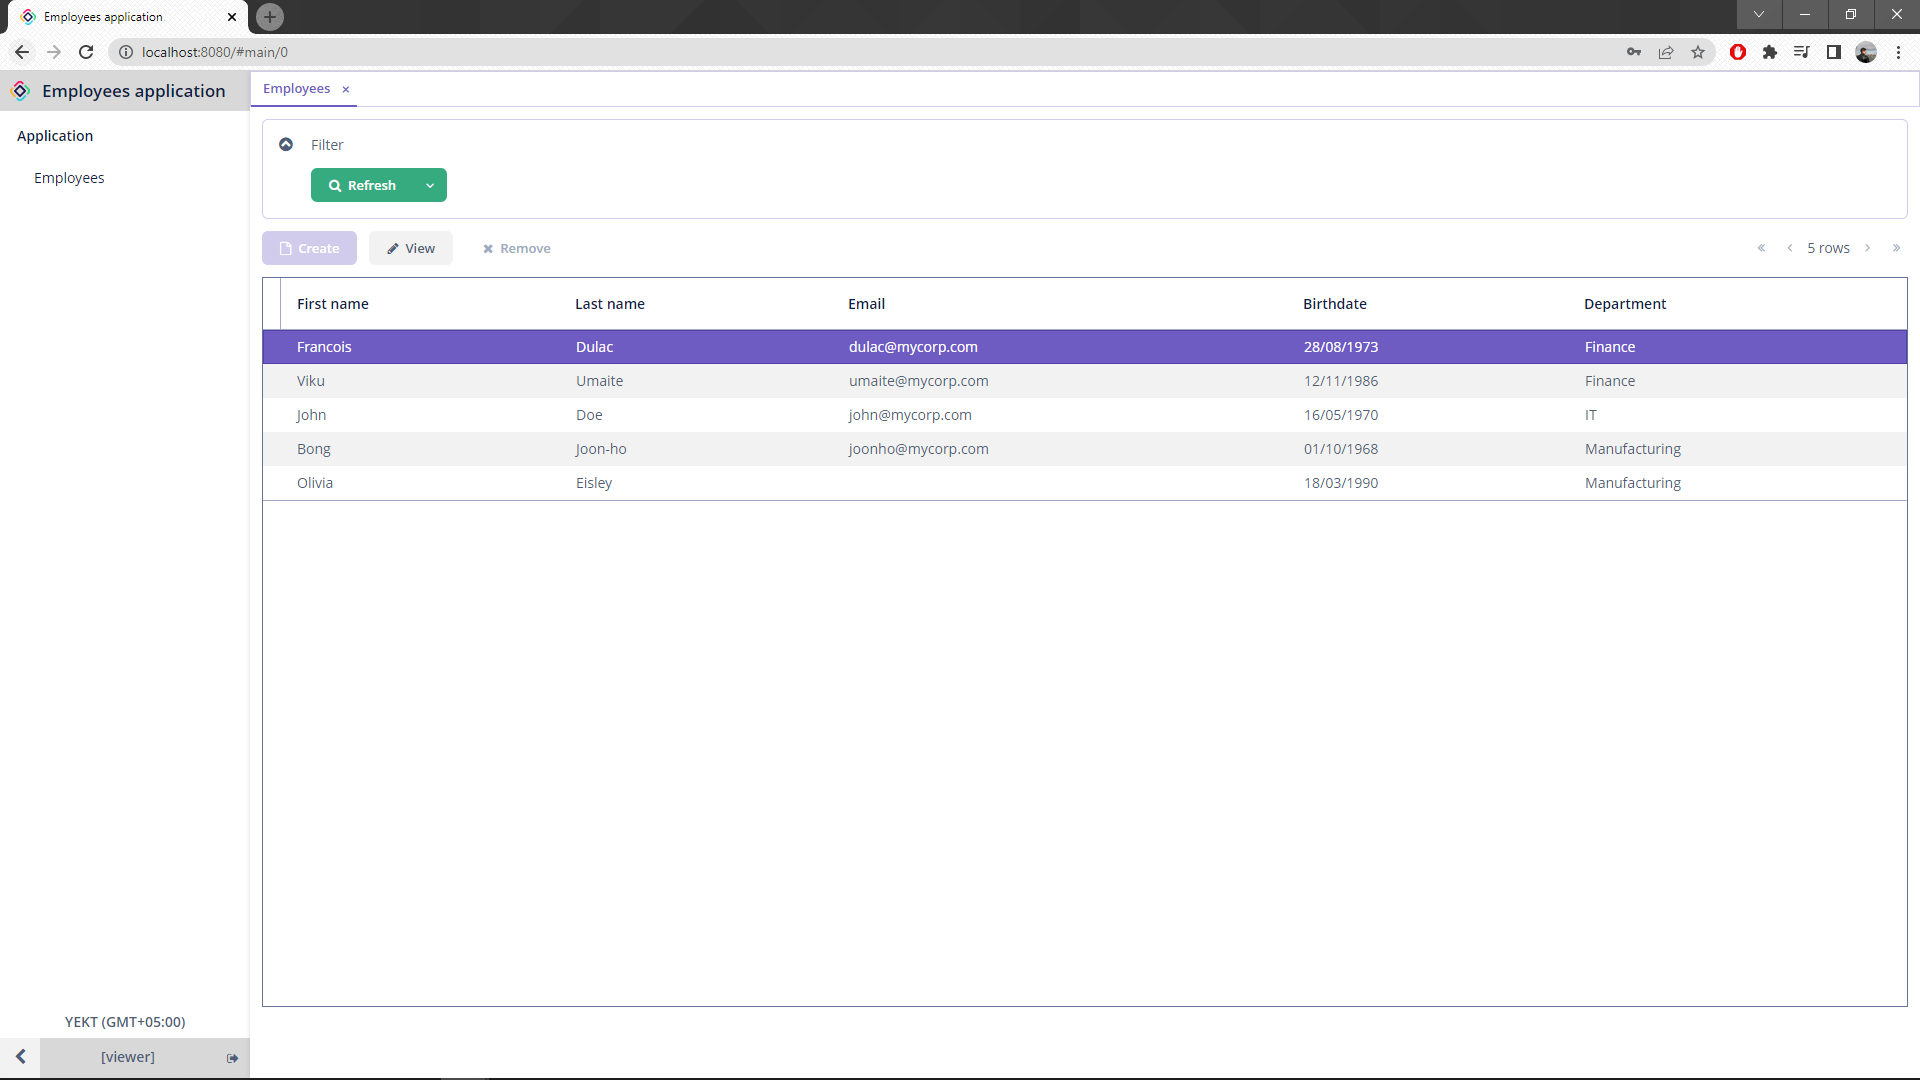 Employees application
localhost:8080/#main/0
Employees application
Employees
Application
Employees
Filter
Refresh
Create View Remove
5 rows
First name Last name Email Birthdate Department
Francois Dulac dulac@mycorp.com 28/08/1973 Finance
Viku Umaite umaite@mycorp.com 12/11/1986 Finance
John Doe john@mycorp.com 16/05/1970 IT
Bong Joon-ho joonho@mycorp.com 01/10/1968 Manufacturing
Olivia Eisley 18/03/1990 Manufacturing
YEKT (GMT+05:00)
[viewer]